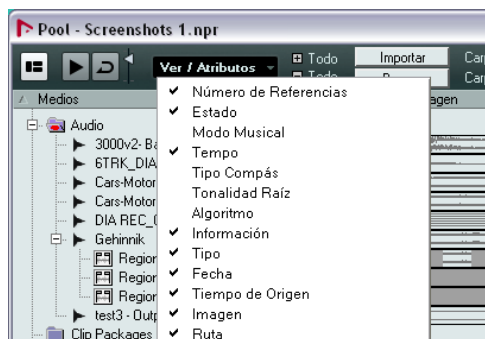 Pool - Screenshots 1.npr
Ver / Atributos
Todo
Importar
Todo
Medios
Número de Referencias
Estado
Modo Musical
Tempo
Tipo Compás
Tonalidad Raíz
Algoritmo
Información
Tipo
Fecha
Tiempo de Origen
Imagen
Ruta
Audio
3000v2- Ba
6TRK_DIA
Cars-Motor
Cars-Motor
DIA REC_
Gehinnik
Region
Region
Region
test3 - Outp
Clip Packages